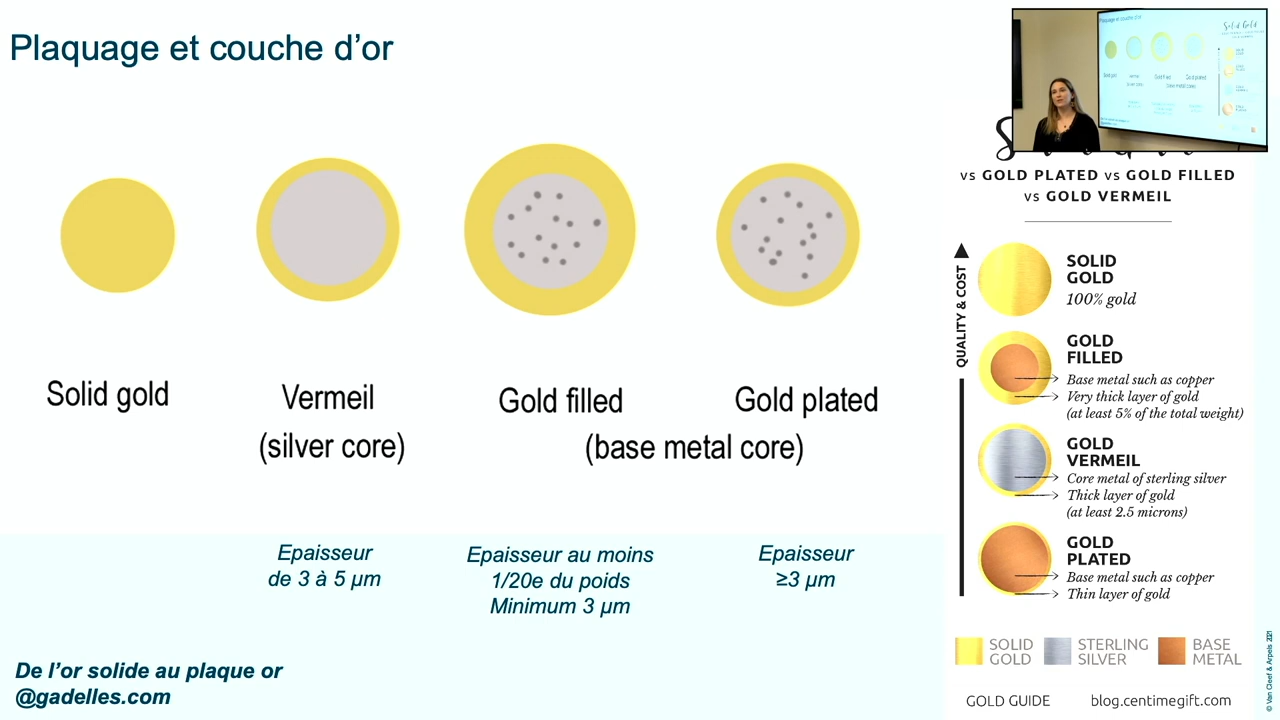 Plaquage et couche d'or
Solid gold
Vermeil
(silver core)
Gold filled
Gold plated
(base metal core)
Epaisseur
de 3 à 5 µm
Epaisseur au moins
1/20e du poids
Minimum 3 µm
Epaisseur
≥3 µm
De l'or solide au plaque or
@gadelles.com
vs GOLD PLATED vs GOLD FILLED
vs GOLD VERMEIL
QUALITY & COST
SOLID
GOLD
100% gold
GOLD
FILLED
Base metal such as copper
Very thick layer of gold
(at least 5% of the total weight)
GOLD
VERMEIL
Core metal of sterling silver
Thick layer of gold
(at least 2.5 microns)
GOLD
PLATED
Base metal such as copper
Thin layer of gold
SOLID
GOLD
STERLING
SILVER
BASE
METAL
GOLD GUIDE
blog.centimegift.com
© Van Cleef & Arpels 2021